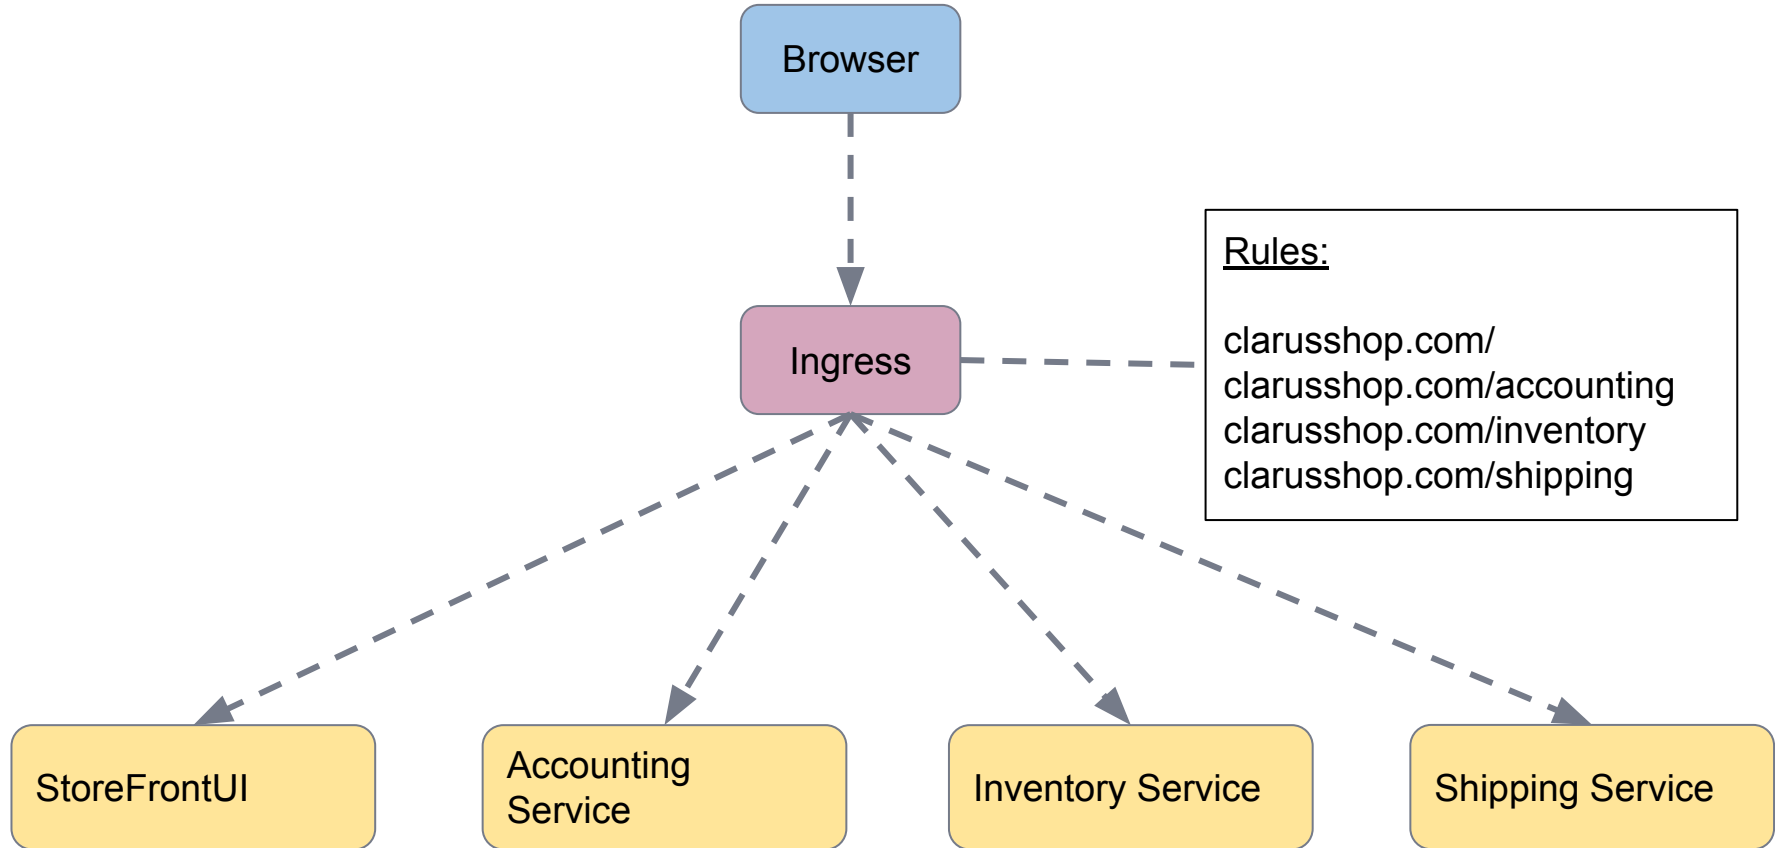 Browser
Ingress
Rules:
clarusshop.com/
clarusshop.com/accounting
clarusshop.com/inventory
clarusshop.com/shipping
StoreFrontUI
Accounting
Service
Inventory Service
Shipping Service